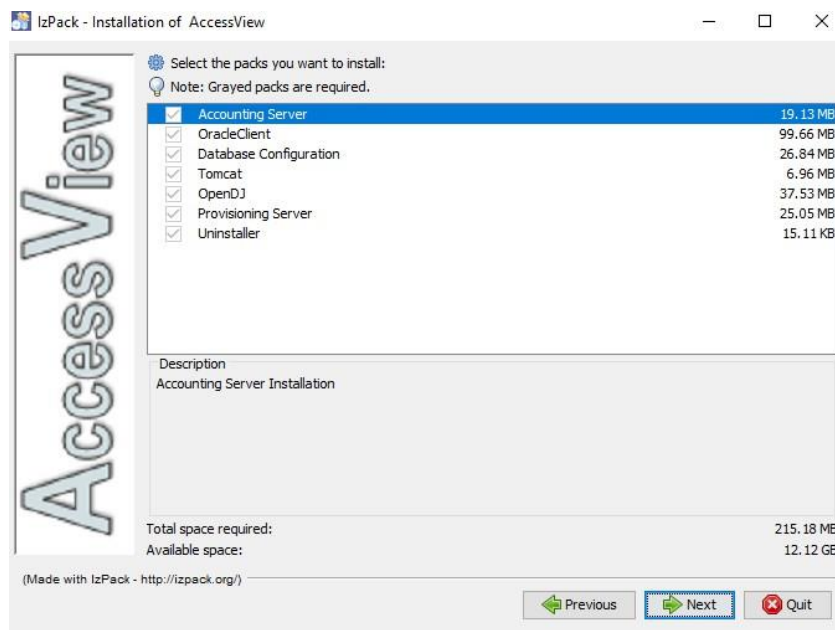 IzPack - Installation of AccessView
Access View
Select the packs you want to install:
Note: Grayed packs are required.
Accounting Server 19.13 MB
OracleClient 99.66 MB
Database Configuration 26.84 MB
Tomcat 6.96 MB
OpenDJ 37.53 MB
Provisioning Server 25.05 MB
Uninstaller 15.11 KB
Description
Accounting Server Installation
Total space required: 215.18 MB
Available space: 12.12 GB
(Made with IzPack - http://izpack.org/)
Previous Next Quit